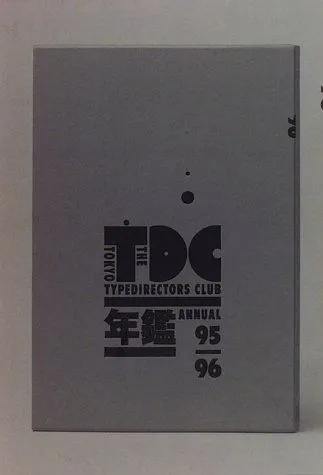 TOKYO THE TDC
TYPEDIRECTORS CLUB
年鑑 ANNUAL
95
96